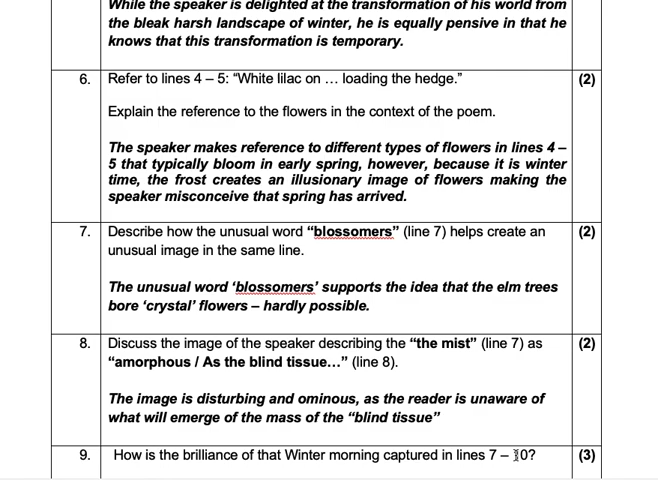 While the speaker is delighted at the transformation of his world from
the bleak harsh landscape of winter, he is equally pensive in that he
knows that this transformation is temporary.
6. Refer to lines 4 – 5: “White lilac on … loading the hedge.” (2)
Explain the reference to the flowers in the context of the poem.
The speaker makes reference to different types of flowers in lines 4 –
5 that typically bloom in early spring, however, because it is winter
time, the frost creates an illusionary image of flowers making the
speaker misconceive that spring has arrived.
7. Describe how the unusual word “blossomers” (line 7) helps create an (2)
unusual image in the same line.
The unusual word ‘blossomers’ supports the idea that the elm trees
bore ‘crystal’ flowers – hardly possible.
8. Discuss the image of the speaker describing the “the mist” (line 7) as (2)
“amorphous / As the blind tissue…” (line 8).
The image is disturbing and ominous, as the reader is unaware of
what will emerge of the mass of the “blind tissue”
9. How is the brilliance of that Winter morning captured in lines 7 – (3)